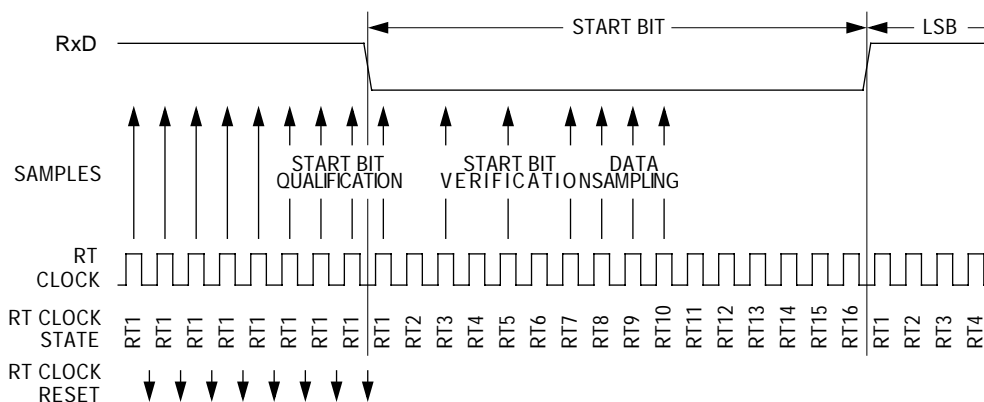 START BIT LSB
RxD
SAMPLES
START BIT
QUALIFICATION
START BIT
VERIFICATION
DATA
SAMPLING
RT
CLOCK
RT CLOCK
STATE
RT1 RT1 RT1 RT1 RT1 RT1 RT1 RT1 RT1 RT2 RT3 RT4 RT5 RT6 RT7 RT8 RT9 RT10 RT11 RT12 RT13 RT14 RT15 RT16 RT1 RT2 RT3 RT4
RT CLOCK
RESET